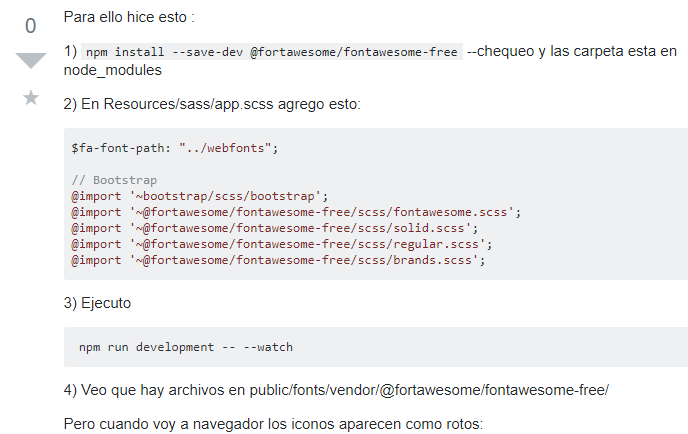 Para ello hice esto :
0
1) npm install --save-dev @fortawesome/fontawesome-free --chequeo y las carpeta esta en
node_modules
2) En Resources/sass/app.scss agrego esto:
$fa-font-path: "../webfonts";
// Bootstrap
@import '~bootstrap/scss/bootstrap';
@import '~@fortawesome/fontawesome-free/scss/fontawesome.scss';
@import '~@fortawesome/fontawesome-free/scss/solid.scss';
@import '~@fortawesome/fontawesome-free/scss/regular.scss';
@import '~@fortawesome/fontawesome-free/scss/brands.scss';
3) Ejecuto
npm run development -- --watch
4) Veo que hay archivos en public/fonts/vendor/@fortawesome/fontawesome-free/
Pero cuando voy a navegador los iconos aparecen como rotos: